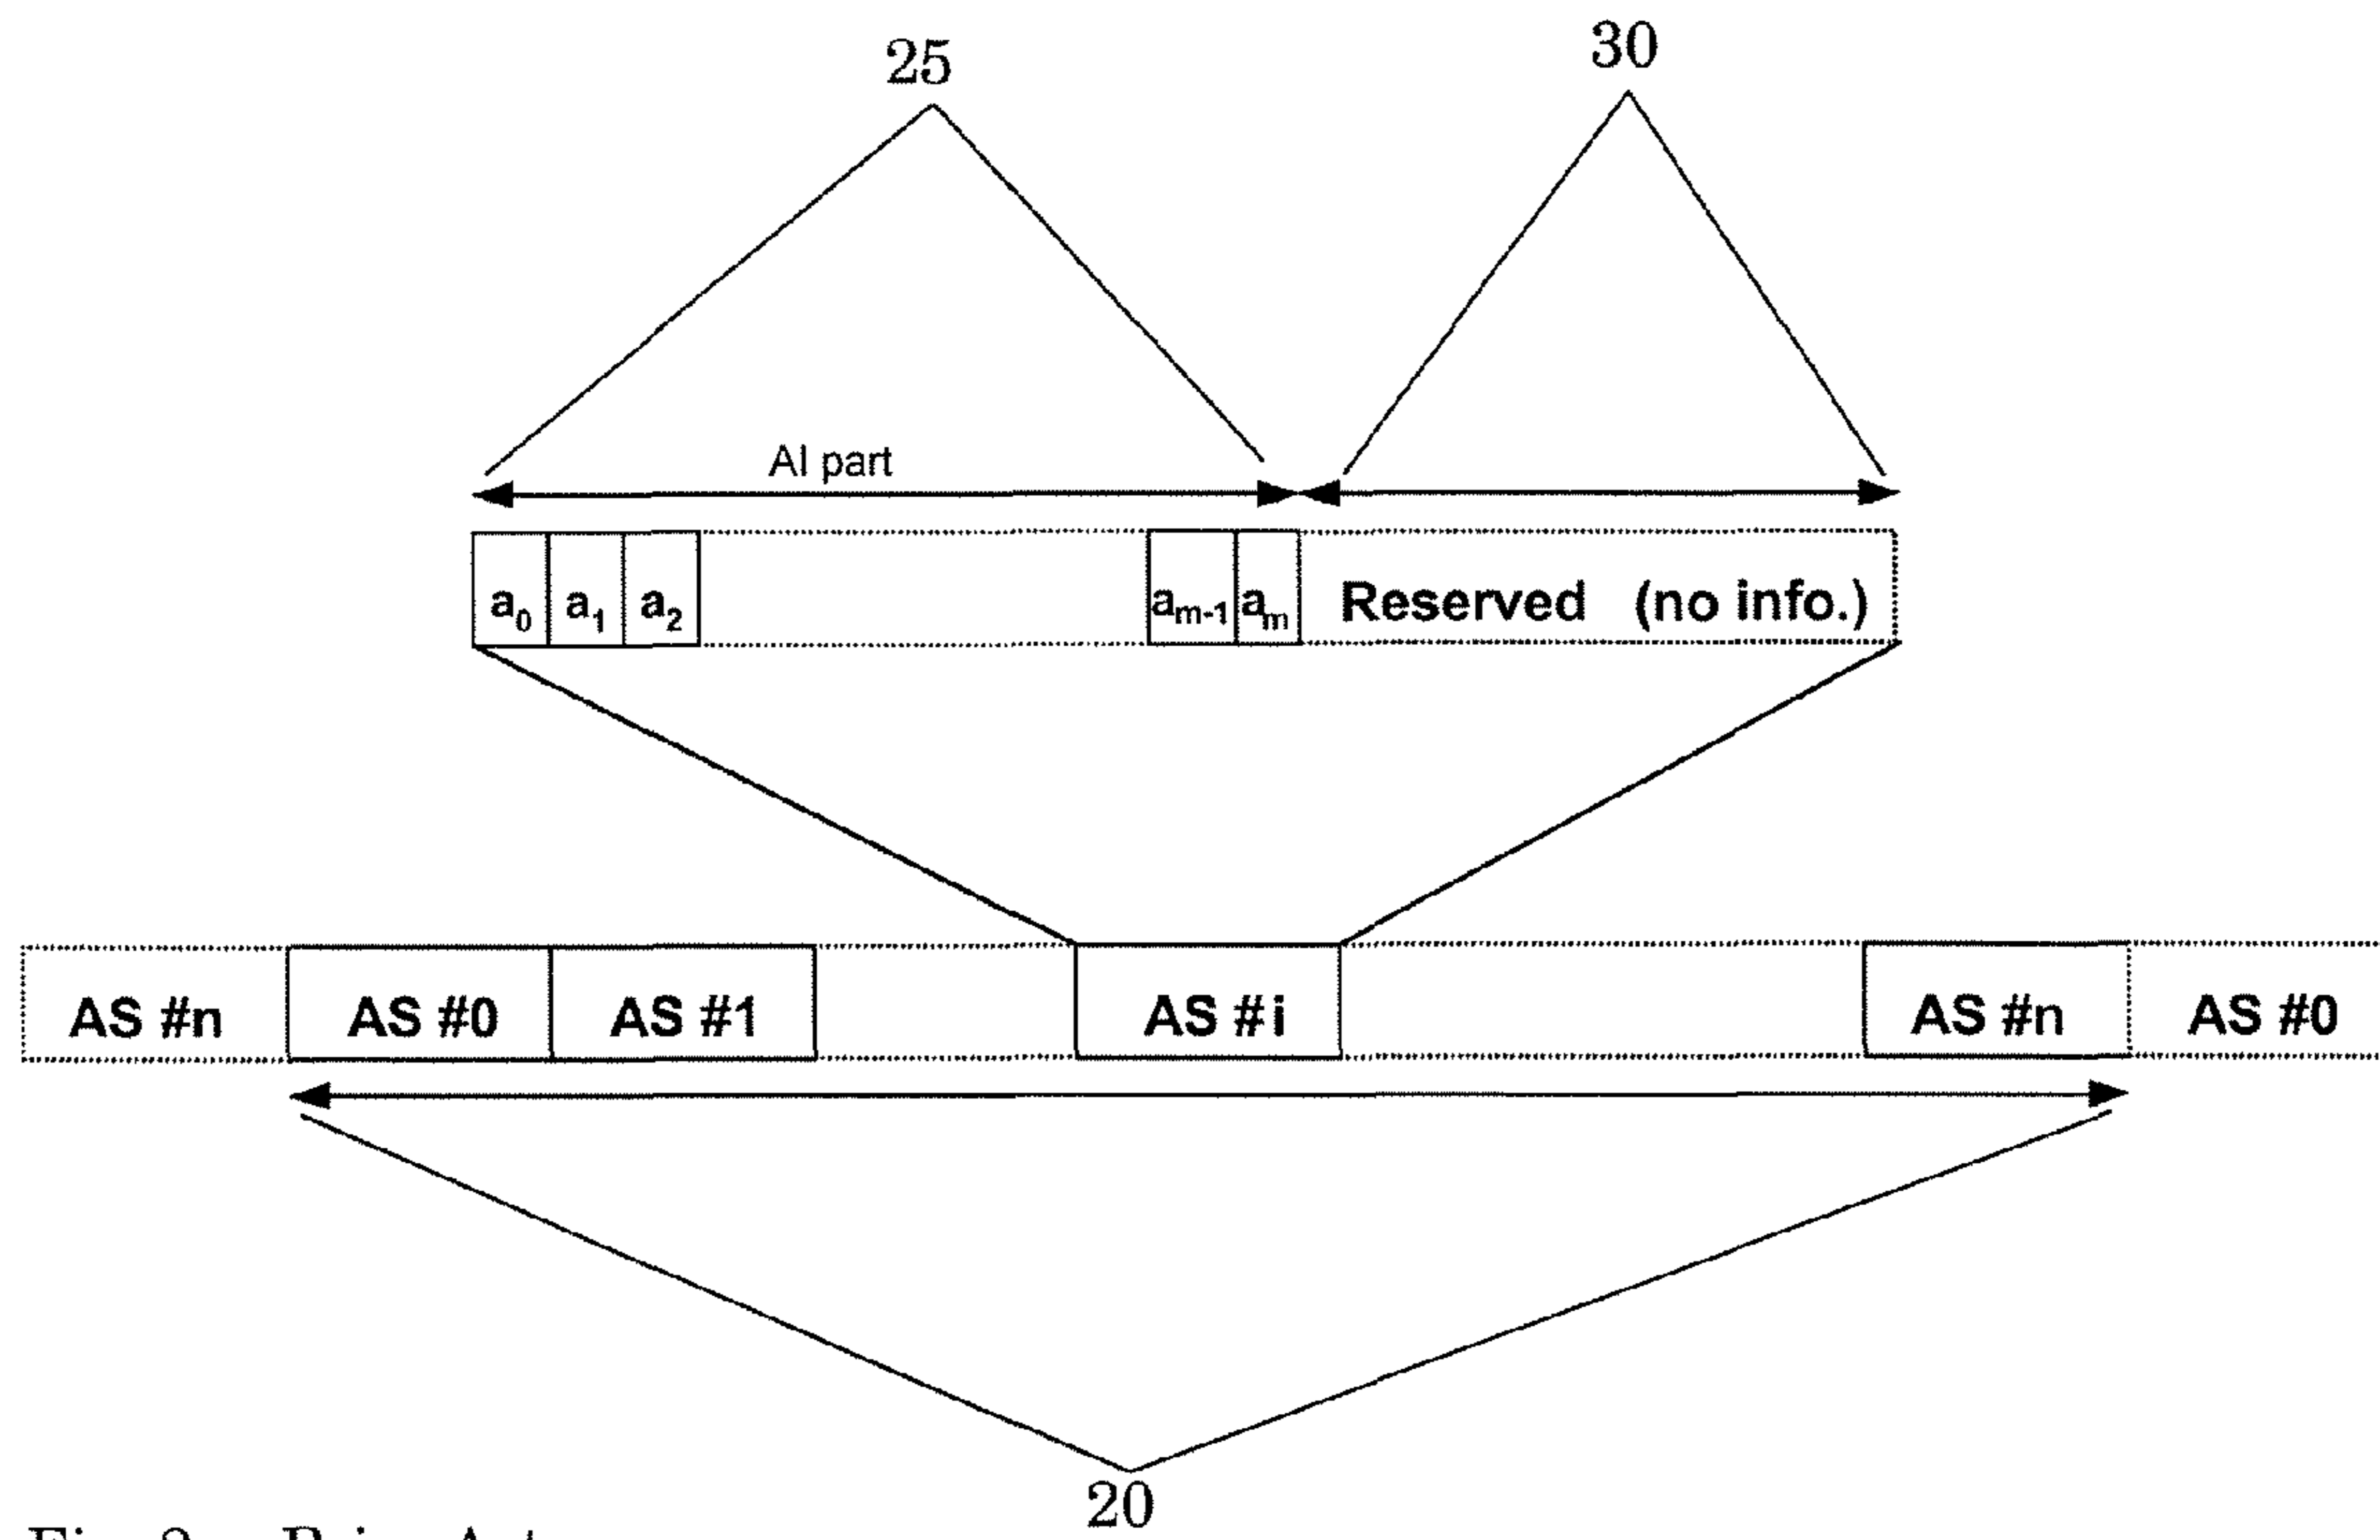 25 30
AI part
a₀ a₁ a₂ aₘ₋₁ aₘ Reserved (no info.)
AS #n AS #0 AS #1 AS #i AS #n AS #0
20